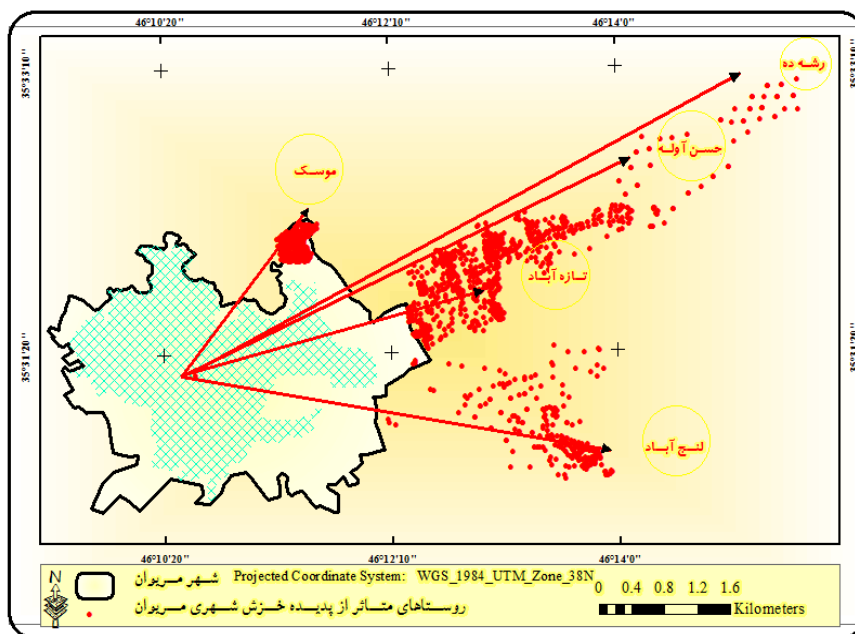 46°10'20" 46°12'10" 46°14'0"
35°33'10"
رشه ده
حسن آوله
موسک
تازه آباد
35°31'20"
لنج آباد
46°10'20" 46°12'10" 46°14'0"
N
شهر مریوان
Projected Coordinate System: WGS_1984_UTM_Zone_38N
روستاهای متاثر از پدیده خزش شهری مریوان
0 0.4 0.8 1.2 1.6
Kilometers